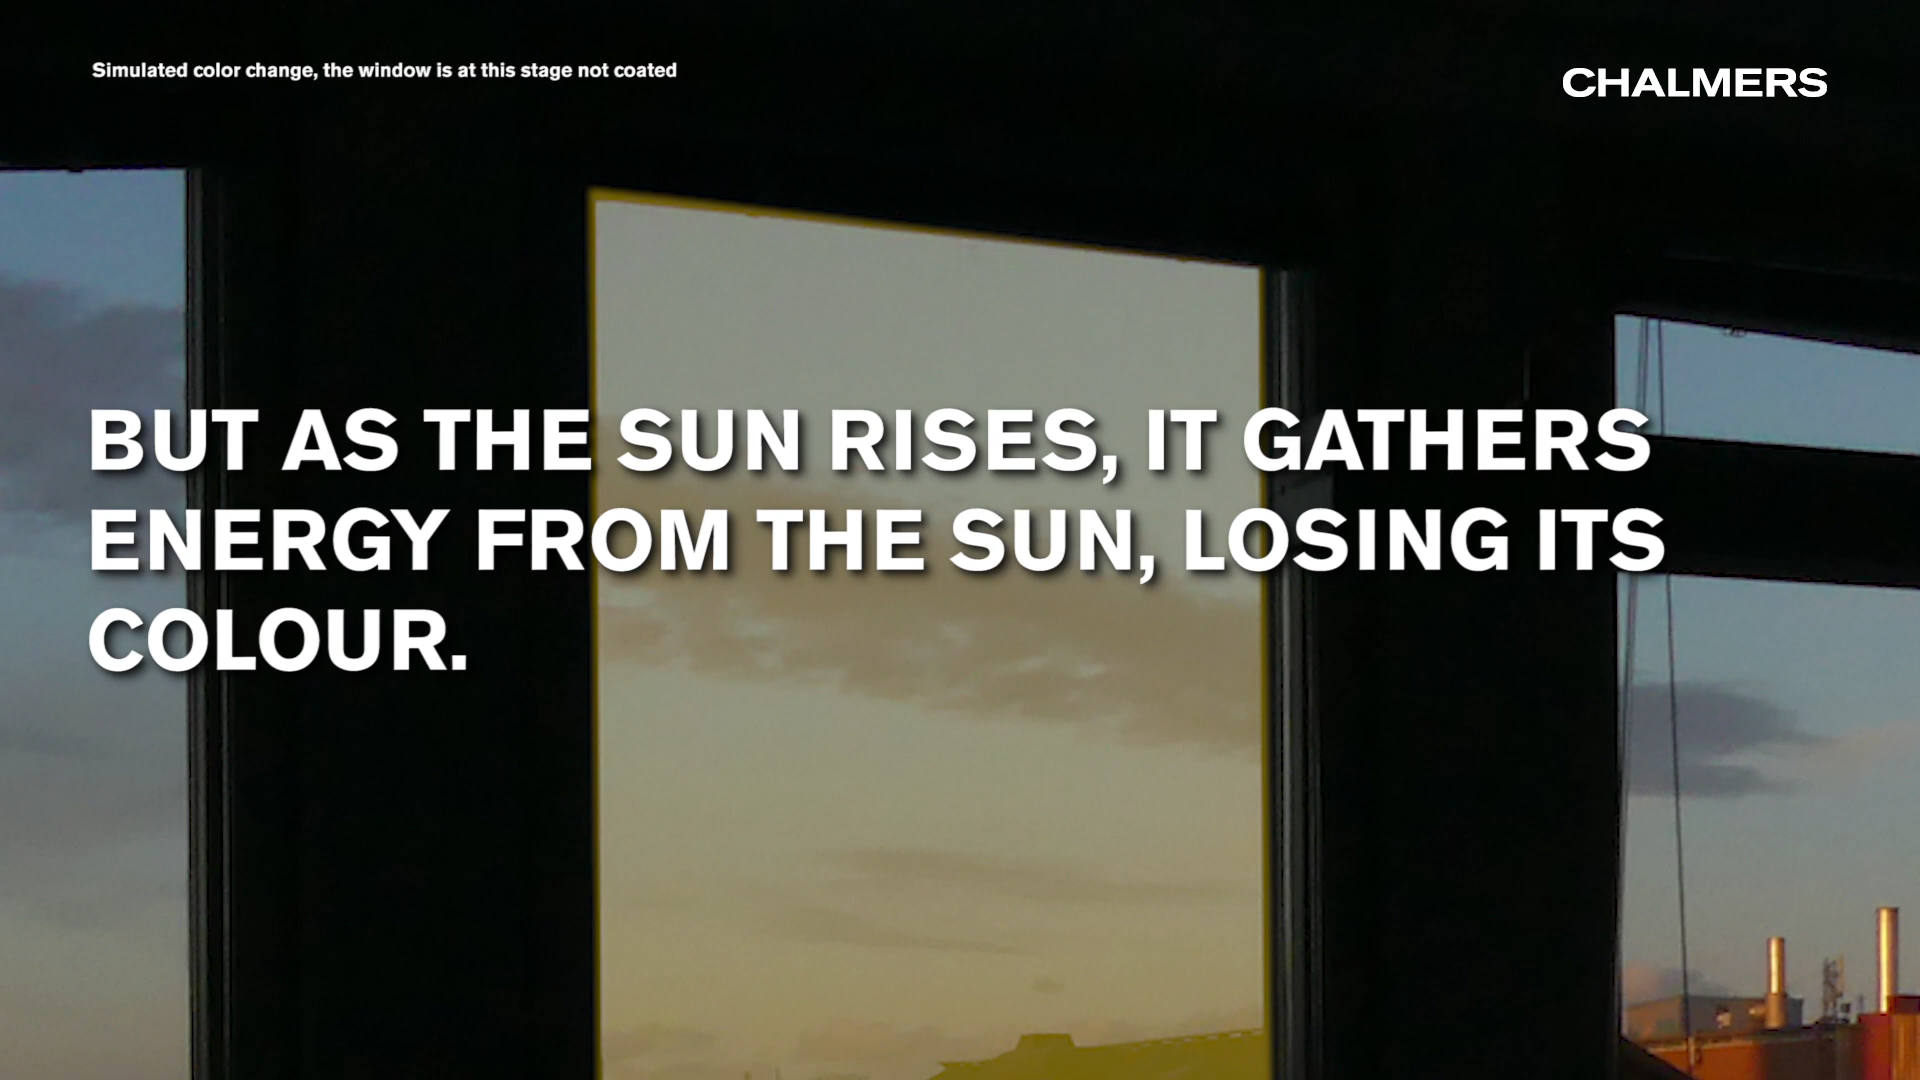 Simulated color change, the window is at this stage not coated
CHALMERS
BUT AS THE SUN RISES, IT GATHERS
ENERGY FROM THE SUN, LOSING ITS
COLOUR.